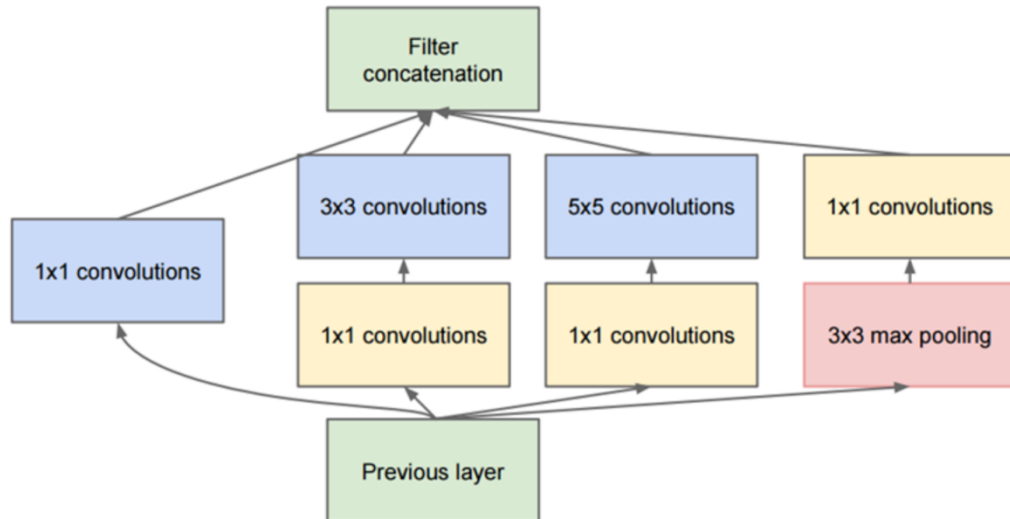 Filter
concatenation
3x3 convolutions
5x5 convolutions
1x1 convolutions
1x1 convolutions
1x1 convolutions
1x1 convolutions
3x3 max pooling
Previous layer